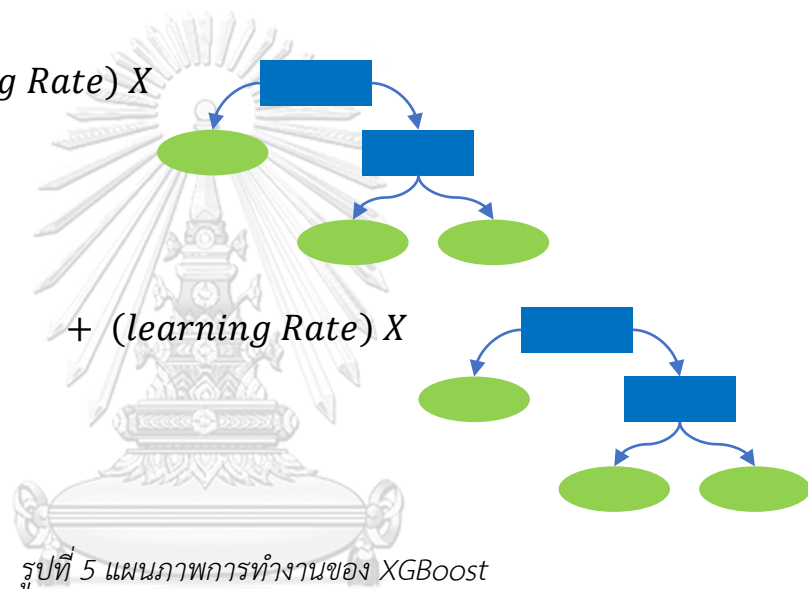 g Rate) X
+ (learning Rate) X
รูปที่ 5 แผนภาพการทำงานของ XGBoost